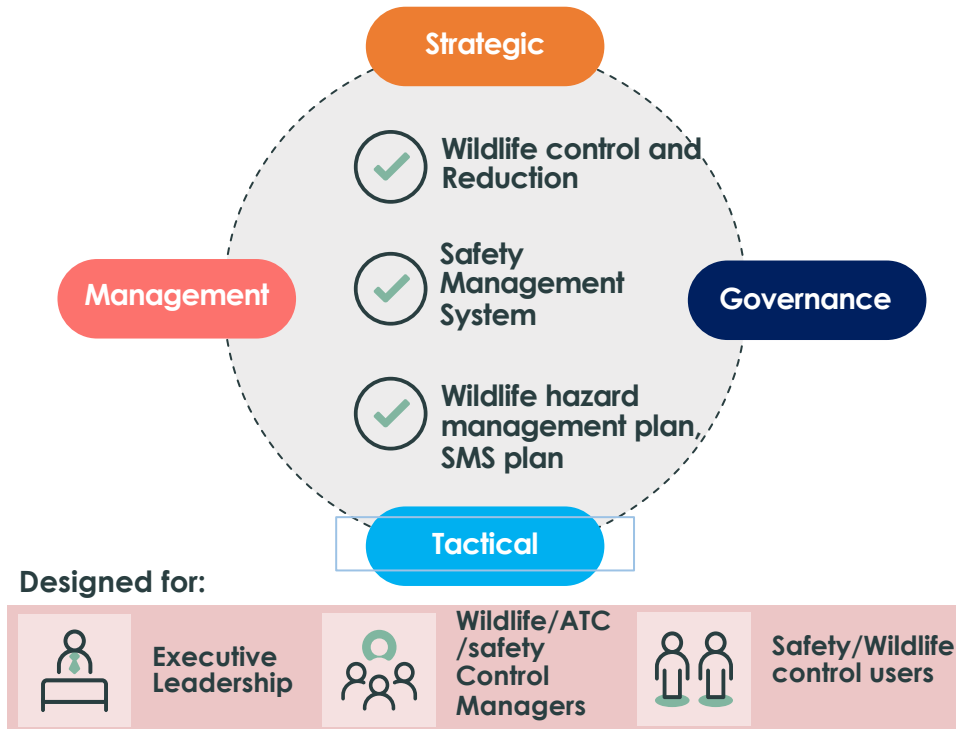 Strategic
Wildlife control and
Reduction
Safety
Management
System
Management
Governance
Wildlife hazard
management plan,
SMS plan
Tactical
Designed for:
Executive
Leadership
Wildlife/ATC
/safety
Control
Managers
Safety/Wildlife
control users